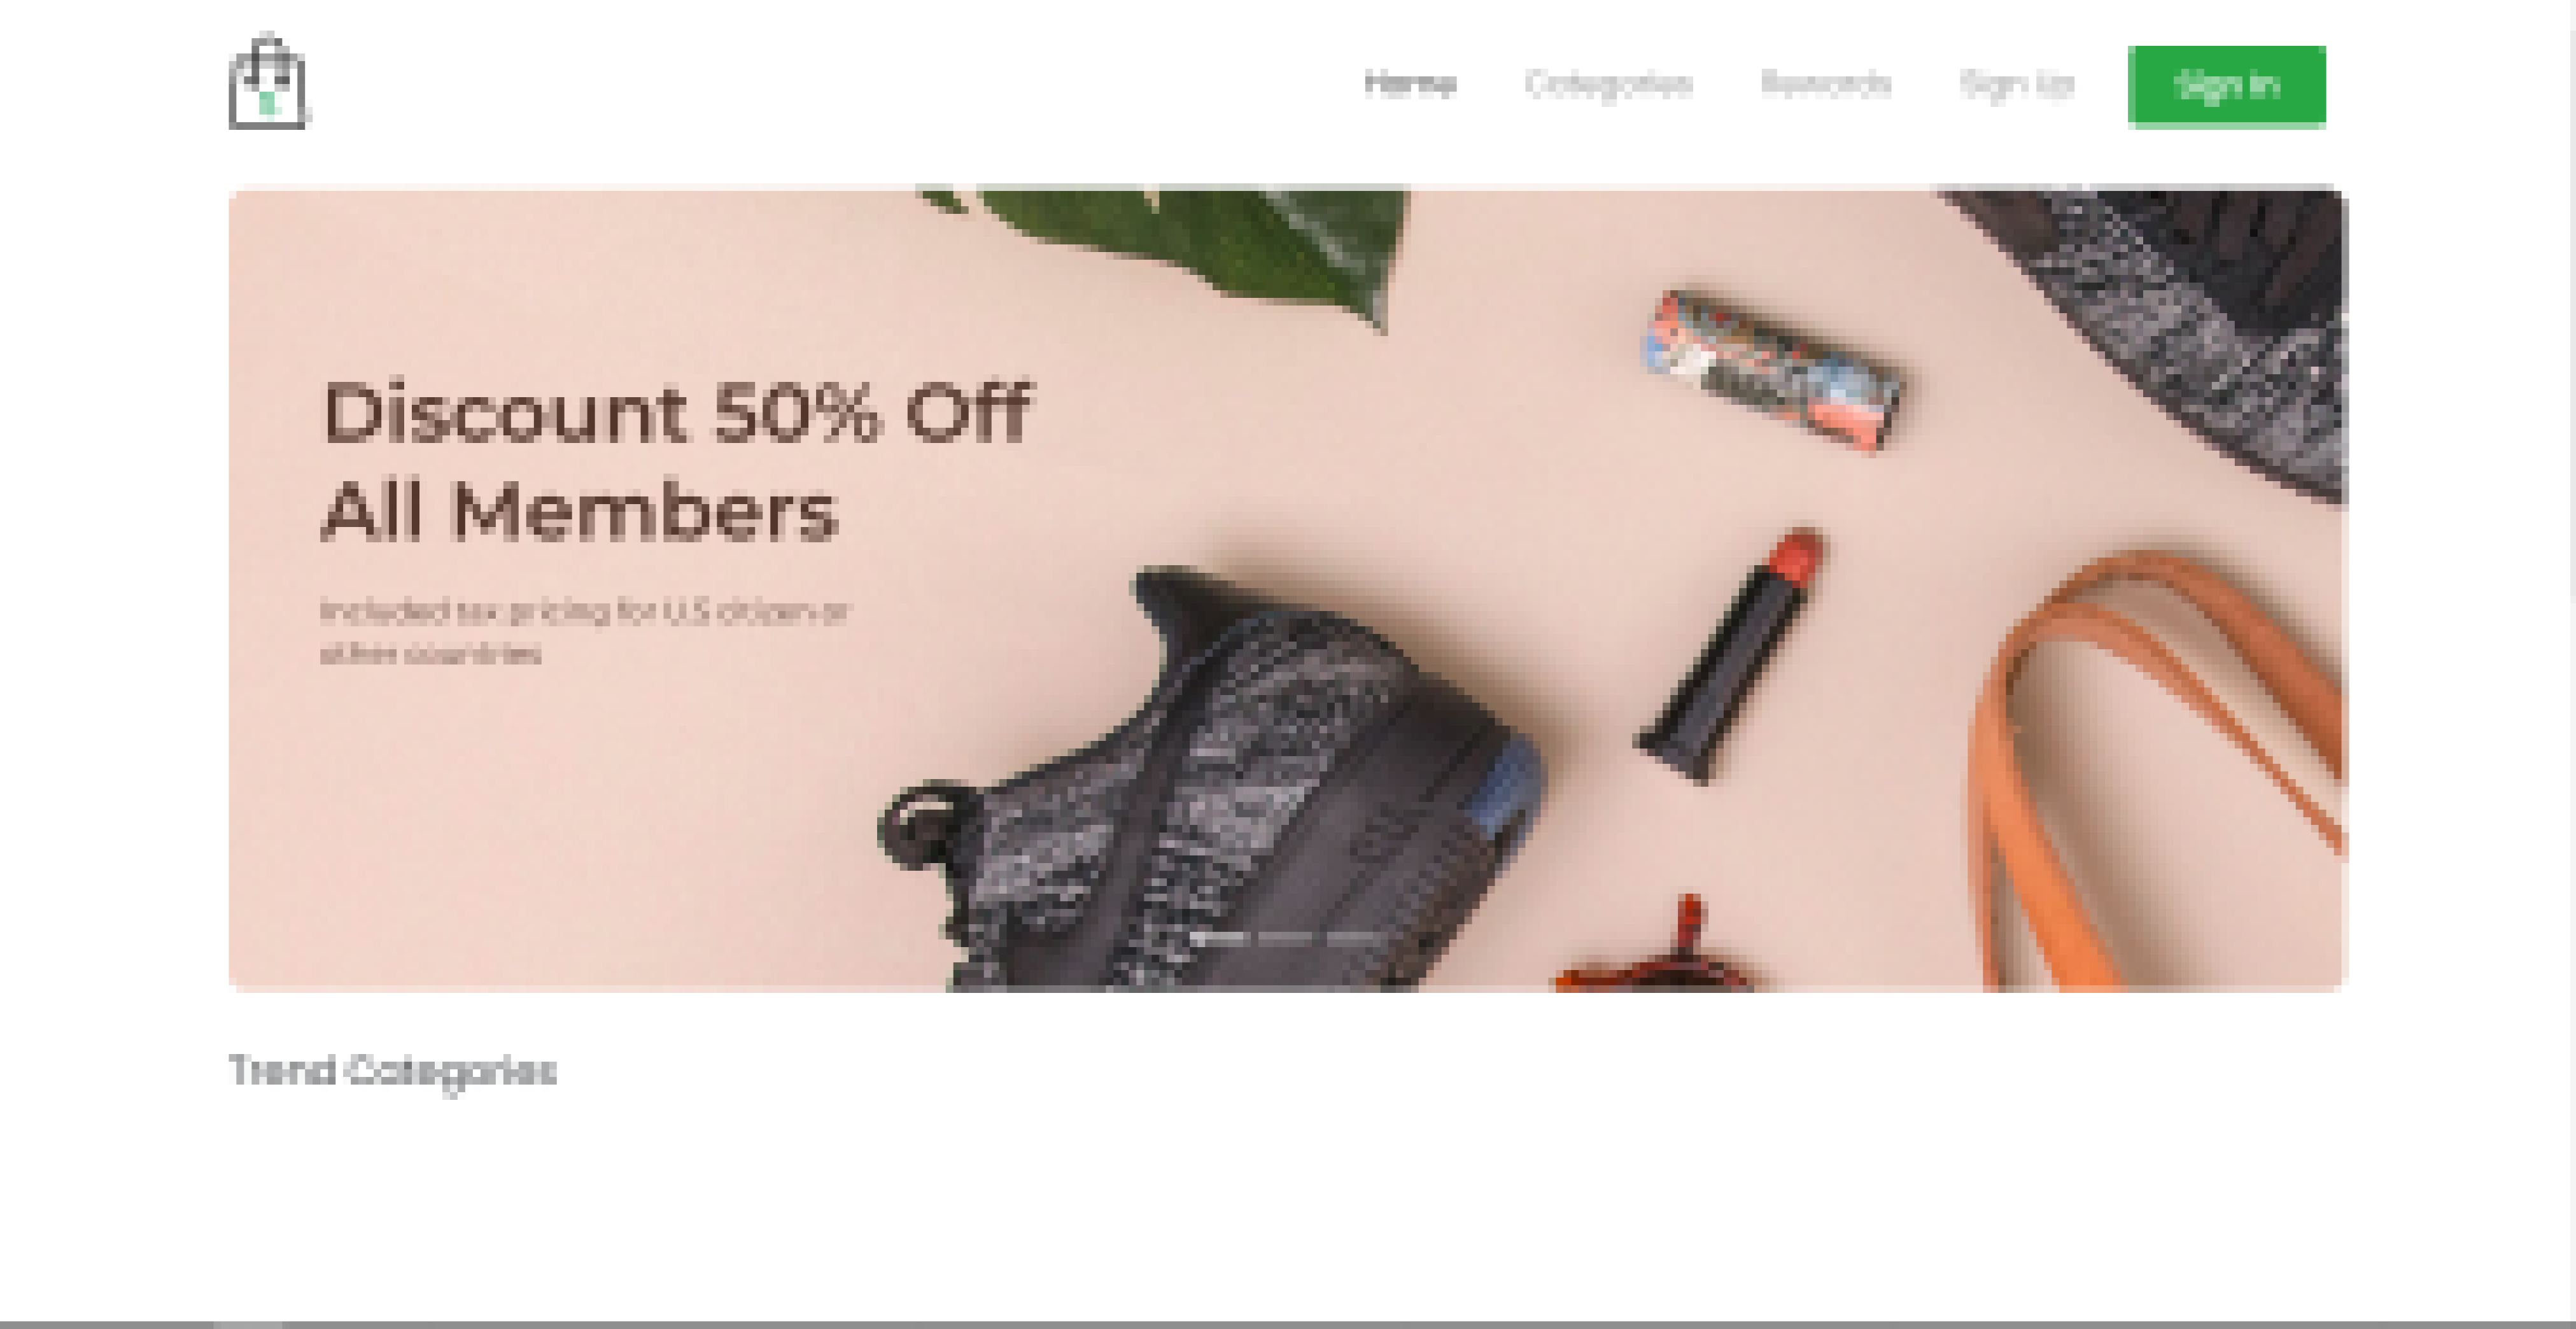 Home Categories Rewards Sign Up Sign In
Discount 50% Off
All Members
Included tax pricing for U.S citizen or
other countries
Trend Categories